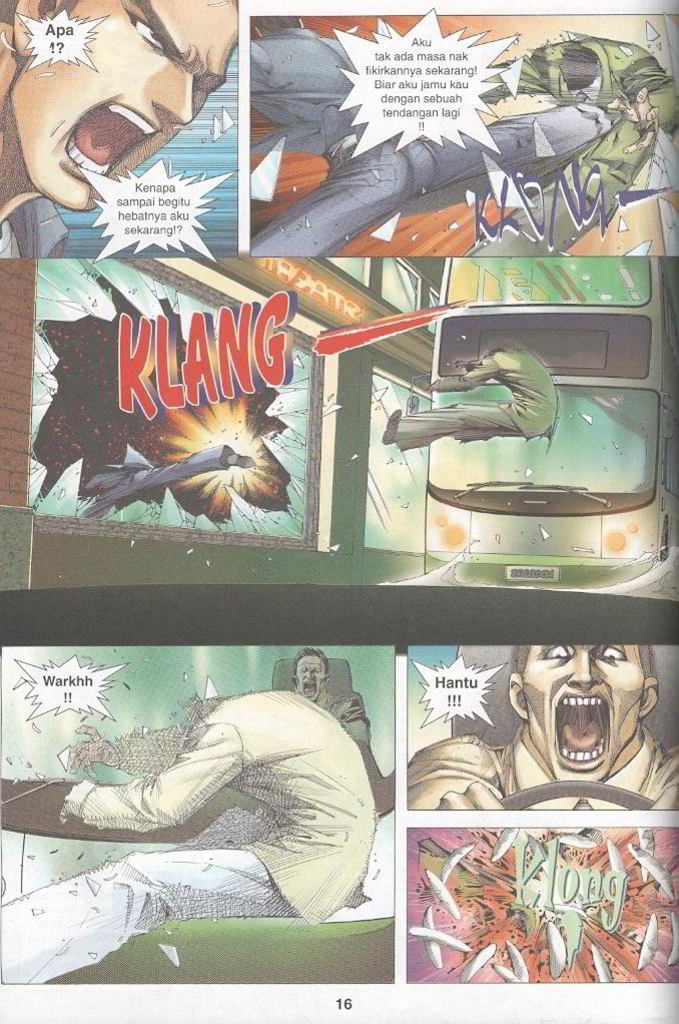 Apa
!?
Kenapa
sampai begitu
hebatnya aku
sekarang!?
Aku
tak ada masa nak
fikirkannya sekarang!
Biar aku jamu kau
dengan sebuah
tendangan lagi
!!
KLANG
KLANG
Warkhh
!!
Hantu
!!!
Klong
16